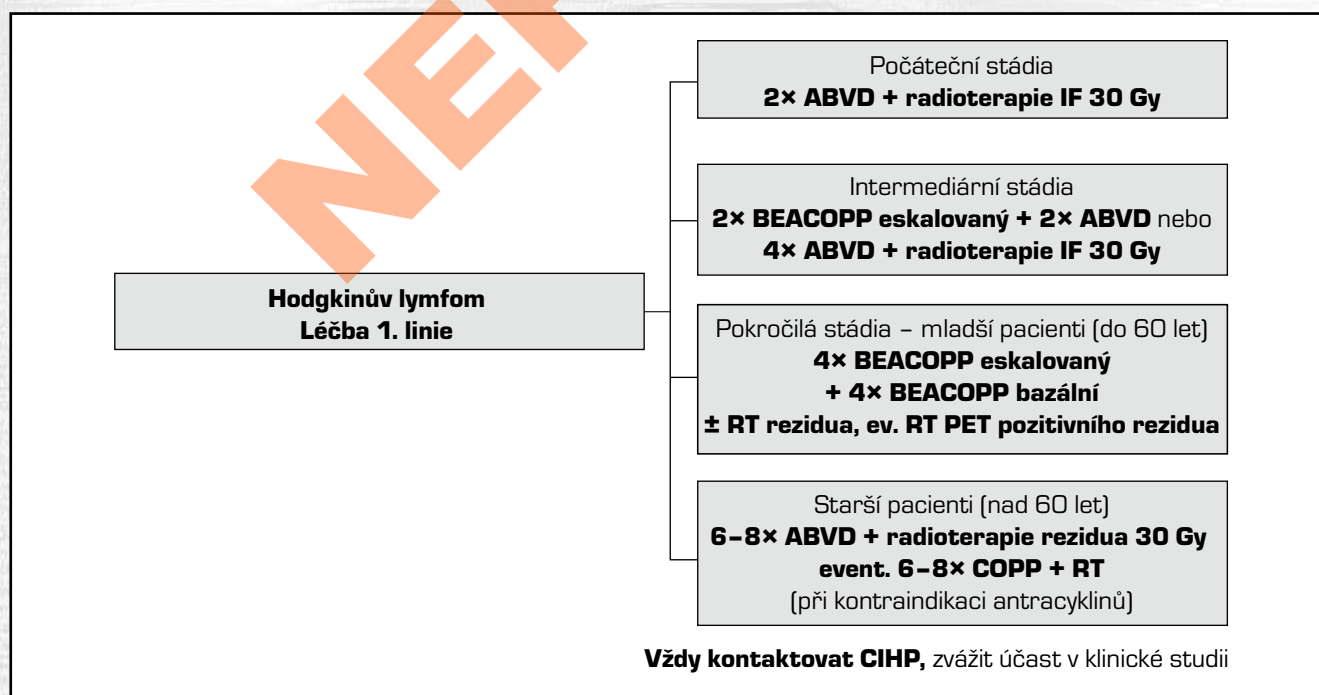 Počáteční stádia
2× ABVD + radioterapie IF 30 Gy
Intermediární stádia
2× BEACOPP eskalovaný + 2× ABVD nebo
4× ABVD + radioterapie IF 30 Gy
Hodgkinův lymfom
Léčba 1. linie
Pokročilá stádia – mladší pacienti (do 60 let)
4× BEACOPP eskalovaný
+ 4× BEACOPP bazální
± RT rezidua, ev. RT PET pozitivního rezidua
Starší pacienti (nad 60 let)
6–8× ABVD + radioterapie rezidua 30 Gy
event. 6–8× COPP + RT
(při kontraindikaci antracyklinů)
Vždy kontaktovat CIHP, zvážit účast v klinické studii